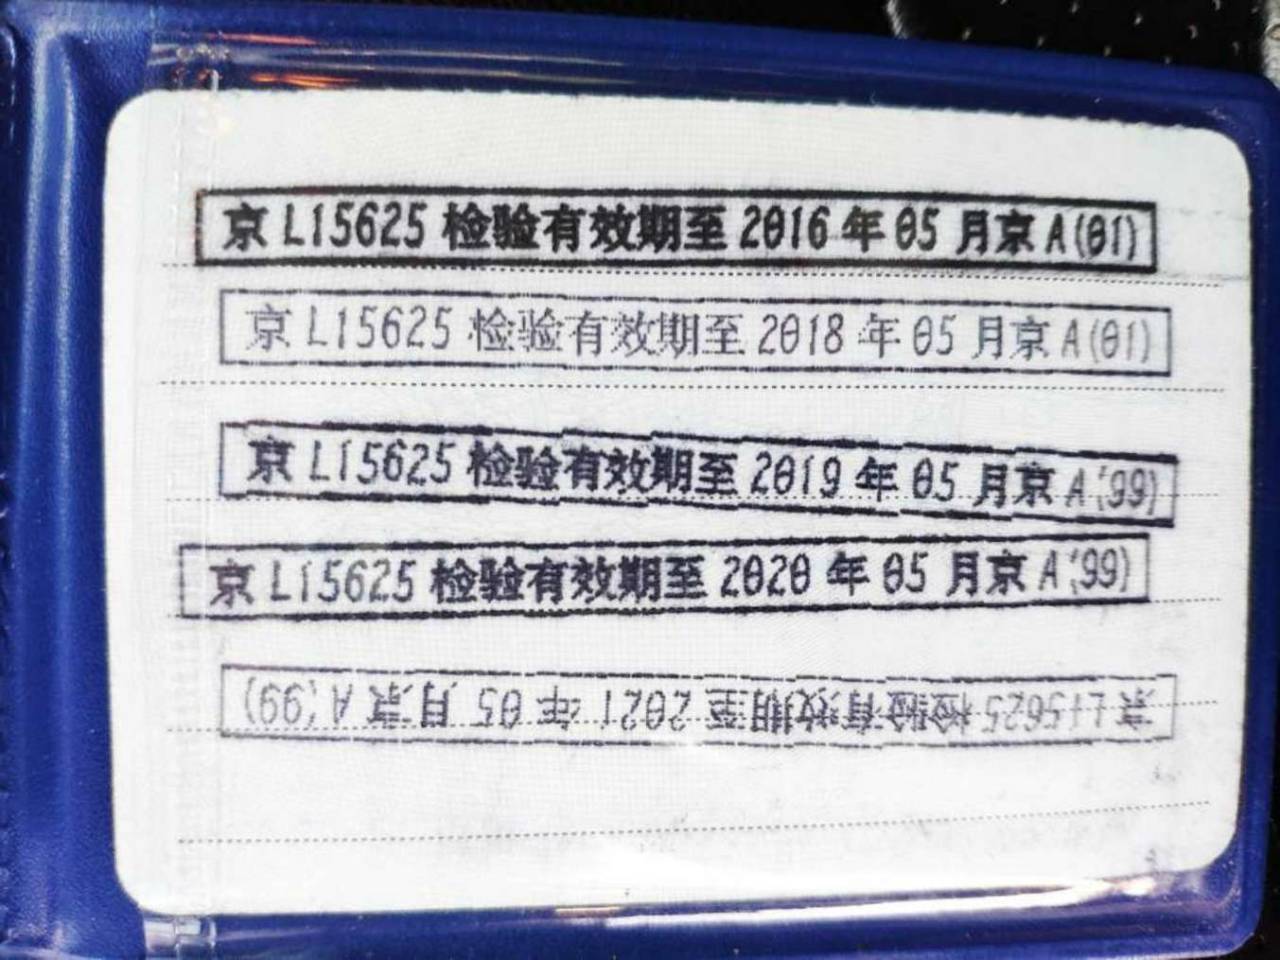 京 L15625 检验有效期至 2016 年 05 月京 A(01)
京 L15625 检验有效期至 2018 年 05 月京 A(01)
京 L15625 检验有效期至 2019 年 05 月京 A(99)
京 L15625 检验有效期至 2020 年 05 月京 A(99)
京 L15625 检验有效期至 2021 年 05 月京 A(99)